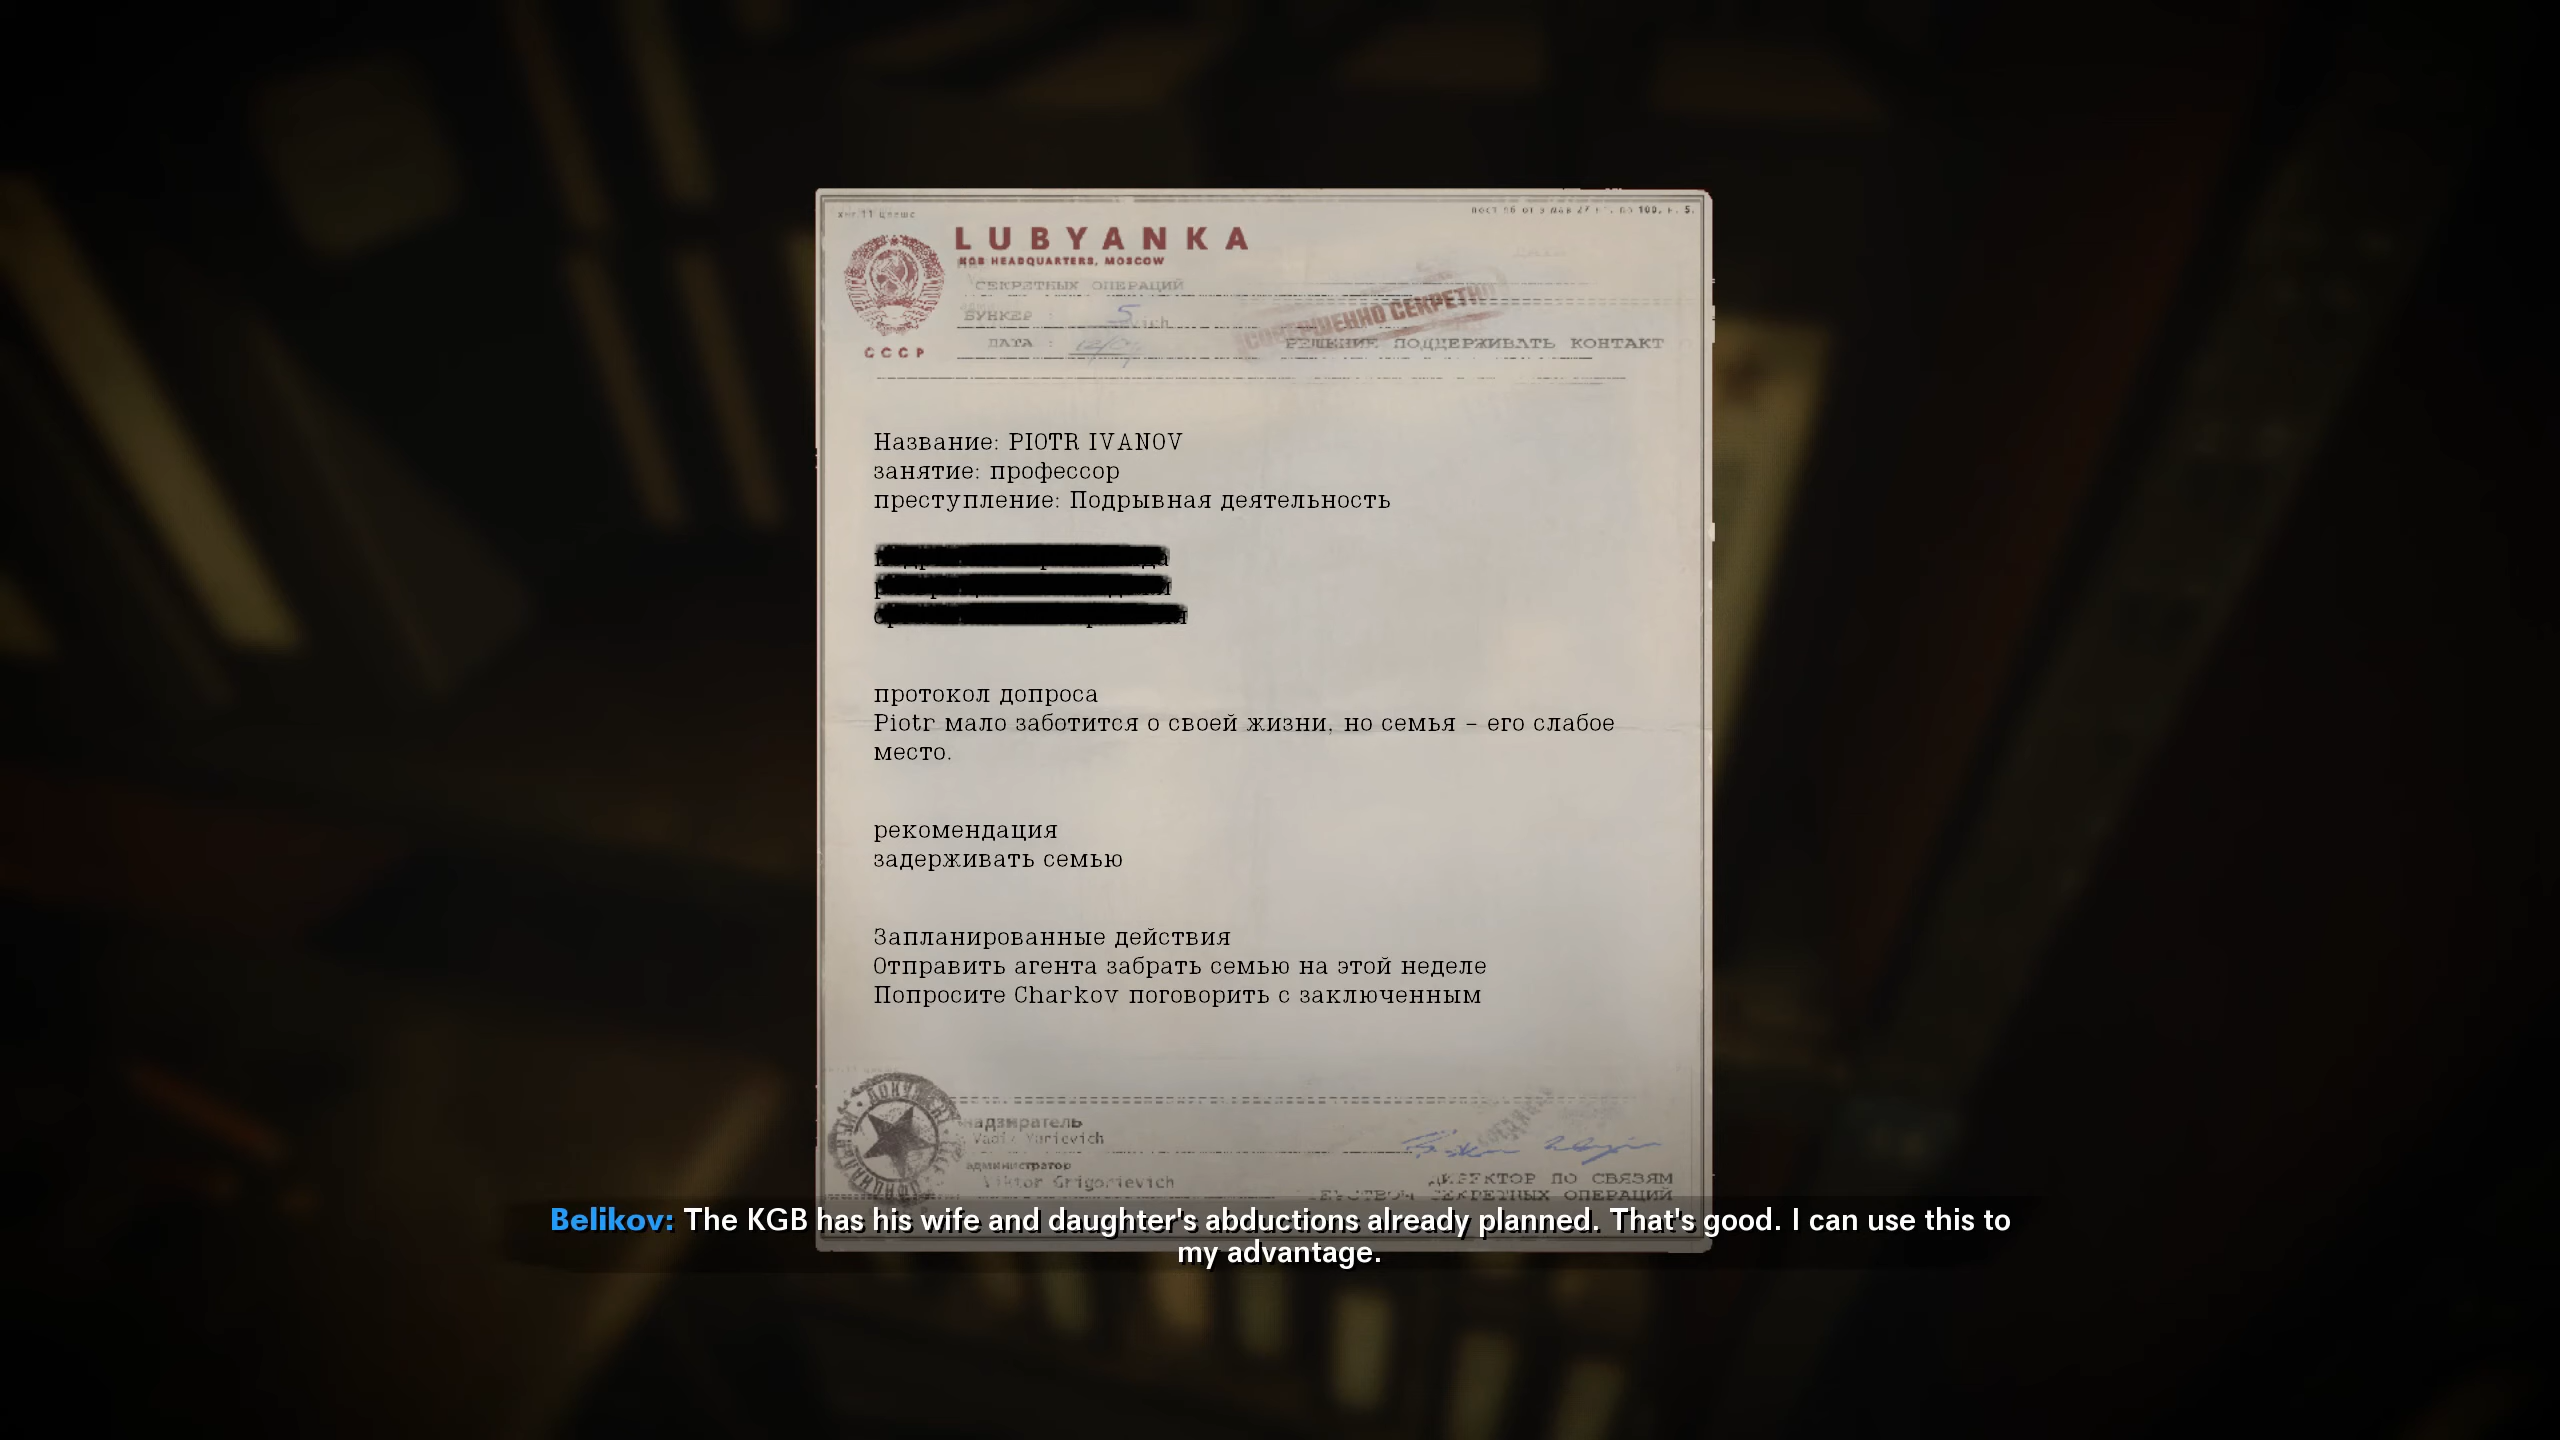 LUBYANKA
KGB HEADQUARTERS, MOSCOW
СЕКРЕТНЫХ ОПЕРАЦИЙ
БУНКЕР : 5
СОВЕРШЕННО СЕКРЕТНО
ДАТА :
РЕШЕНИЕ ПОДДЕРЖИВАТЬ КОНТАКТ
СССР
Название: PIOTR IVANOV
занятие: профессор
преступление: Подрывная деятельность
протокол допроса
Piotr мало заботится о своей жизни, но семья – его слабое
место.
рекомендация
задерживать семью
Запланированные действия
Отправить агента забрать семью на этой неделе
Попросите Charkov поговорить с заключенным
надзиратель
Vadik Yurievich
администратор
Viktor Grigorievich
ДИРЕКТОР ПО СВЯЗЯМ
СЕКРЕТНЫХ ОПЕРАЦИЙ
Belikov: The KGB has his wife and daughter's abductions already planned. That's good. I can use this to
my advantage.